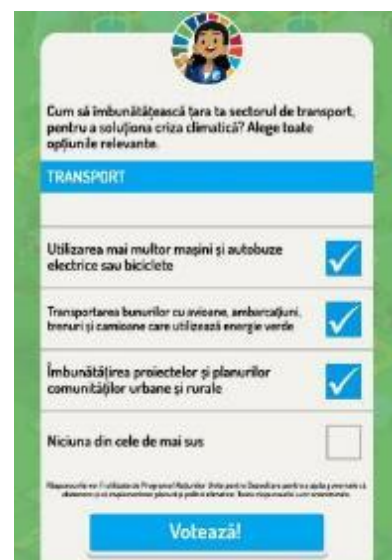 Cum să îmbunătățească țara ta sectorul de transport,
pentru a soluționa criza climatică? Alege toate
opțiunile relevante.
TRANSPORT
Utilizarea mai multor mașini și autobuze
electrice sau biciclete
Transportarea bunurilor cu avioane, ambarcațiuni,
trenuri și camioane care utilizează energie verde
Îmbunătățirea proiectelor și planurilor
comunităților urbane și rurale
Niciuna din cele de mai sus
Votează!